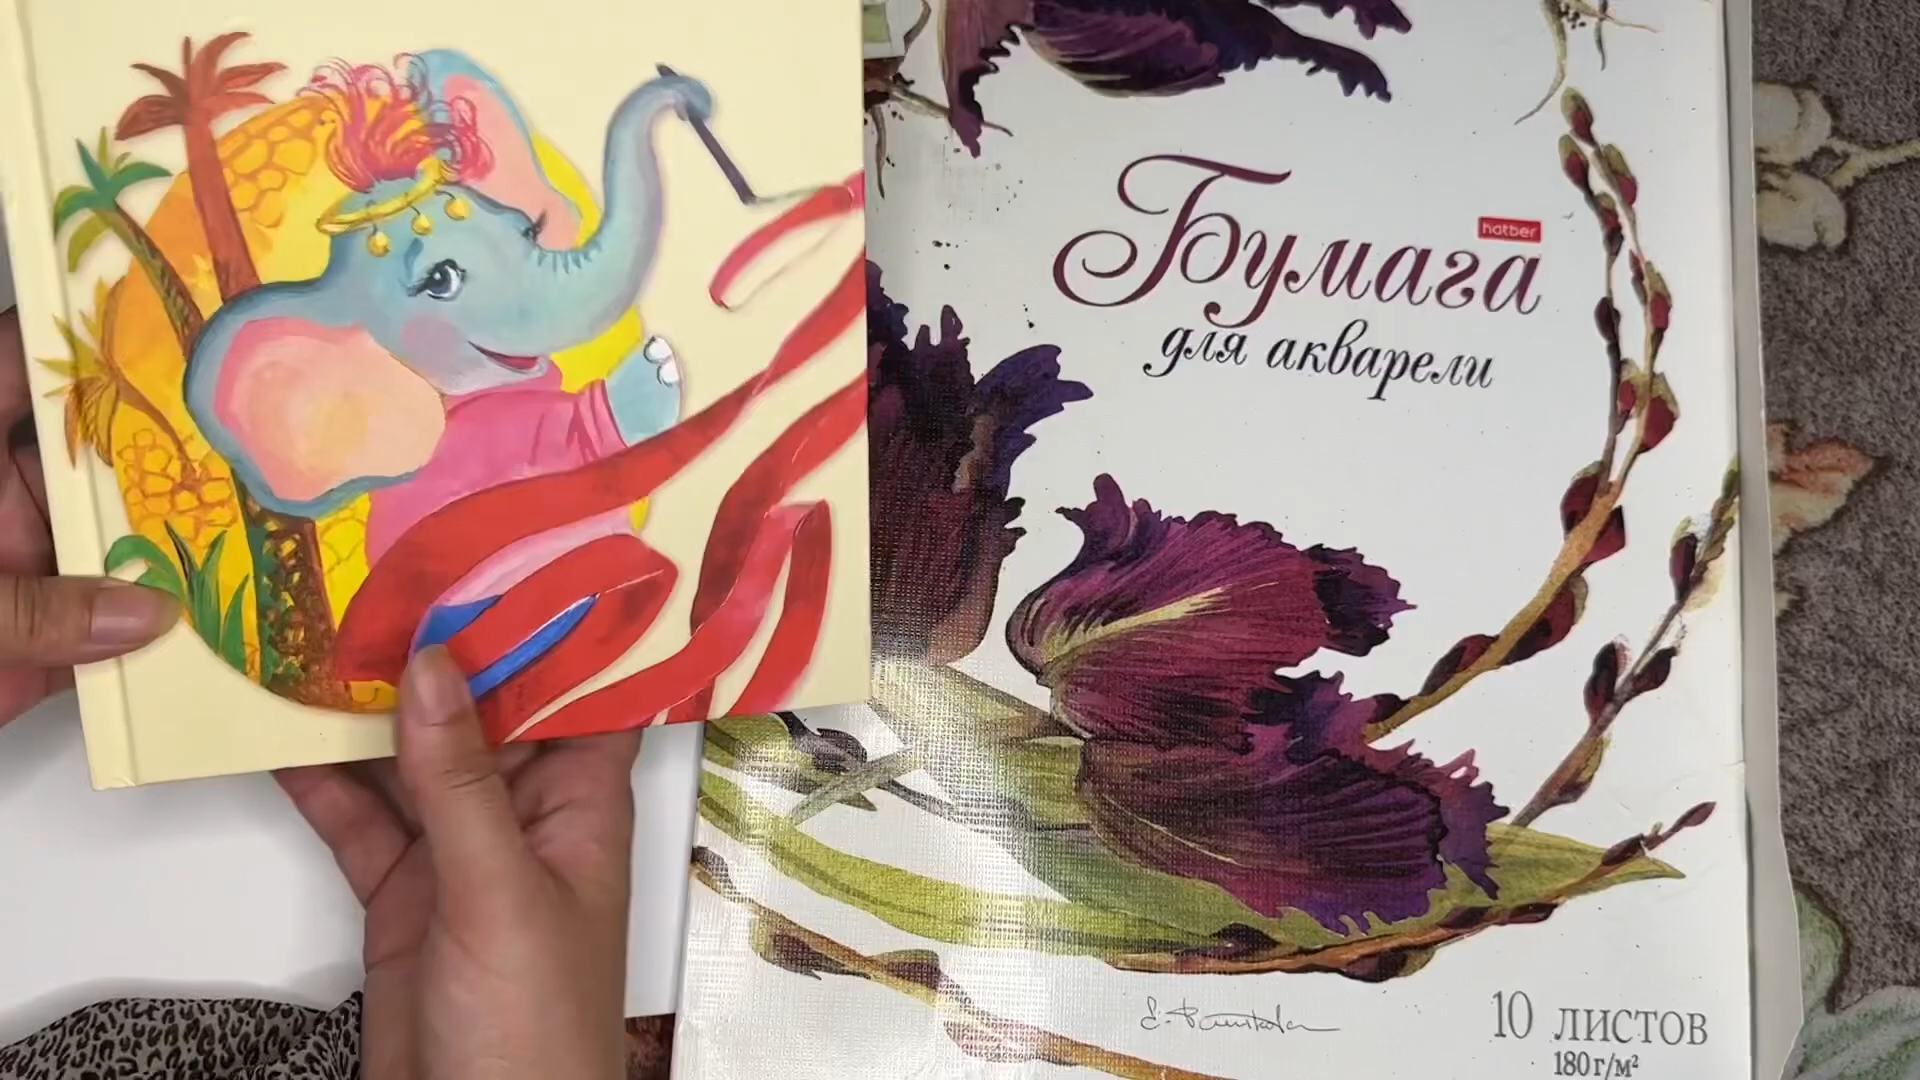 hatber
Бумага
для акварели
10 листов
180 г/м²